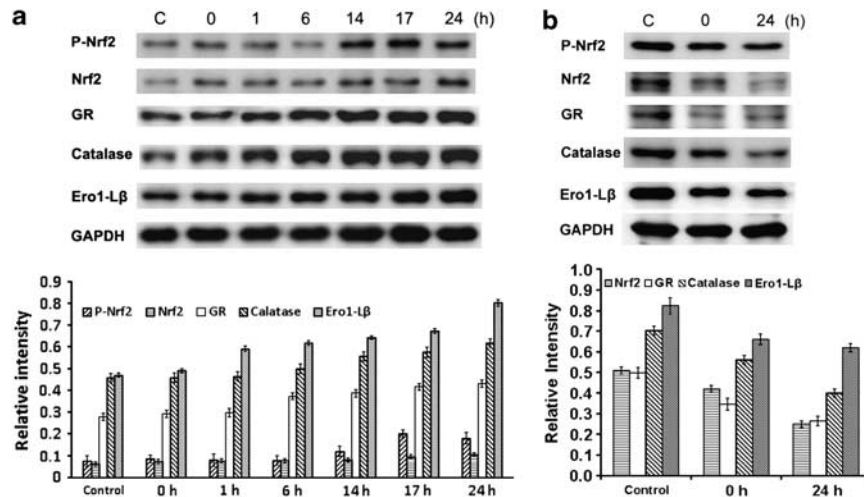 a
C 0 1 6 14 17 24 (h)
P-Nrf2
Nrf2
GR
Catalase
Ero1-Lβ
GAPDH
Relative intensity
0.9
0.8
0.7
0.6
0.5
0.4
0.3
0.2
0.1
0
P-Nrf2 Nrf2 GR Calatase Ero1-Lβ
Control 0 h 1 h 6 h 14 h 17 h 24 h
b
C 0 24 (h)
P-Nrf2
Nrf2
GR
Catalase
Ero1-Lβ
GAPDH
Relative Intensity
1.0
0.9
0.8
0.7
0.6
0.5
0.4
0.3
0.2
0.1
0.0
Nrf2 GR Catalase Ero1-Lβ
Control 0 h 24 h